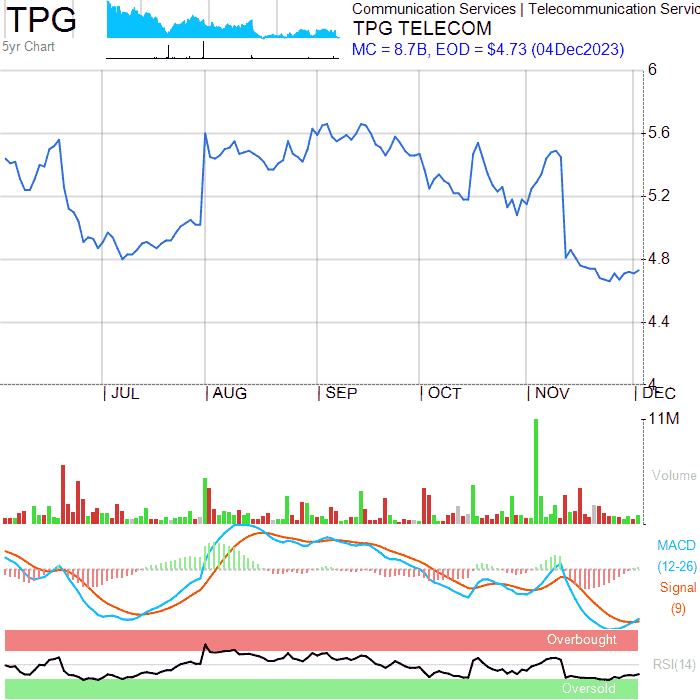 TPG
5yr Chart
Communication Services | Telecommunication Servic
TPG TELECOM
MC = 8.7B, EOD = $4.73 (04Dec2023)
6
5.6
5.2
4.8
4.4
4
JUL
AUG
SEP
OCT
NOV
DEC
11M
Volume
MACD
(12-26)
Signal
(9)
Overbought
RSI(14)
Oversold